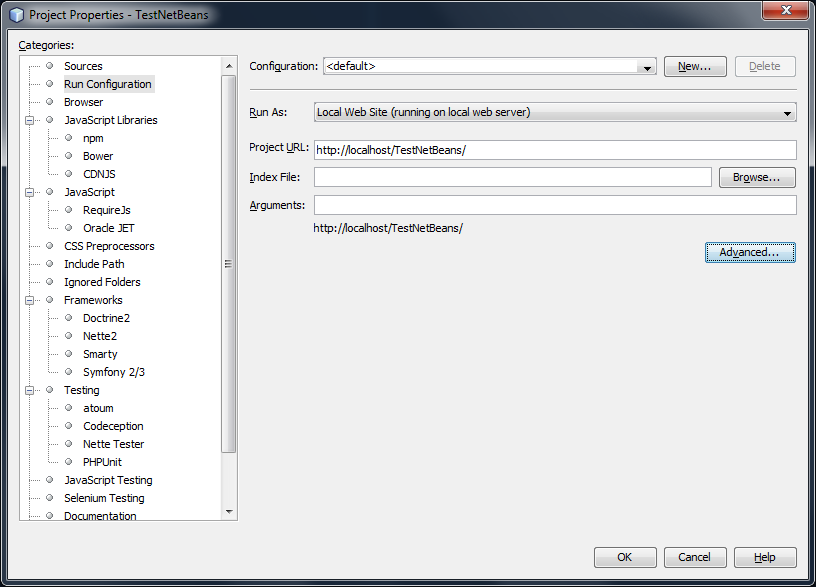 Project Properties - TestNetBeans
Categories:
Sources
Run Configuration
Browser
JavaScript Libraries
npm
Bower
CDNJS
JavaScript
RequireJs
Oracle JET
CSS Preprocessors
Include Path
Ignored Folders
Frameworks
Doctrine2
Nette2
Smarty
Symfony 2/3
Testing
atoum
Codeception
Nette Tester
PHPUnit
JavaScript Testing
Selenium Testing
Documentation
Configuration: <default> New... Delete
Run As: Local Web Site (running on local web server)
Project URL: http://localhost/TestNetBeans/
Index File: Browse...
Arguments:
http://localhost/TestNetBeans/
Advanced...
OK Cancel Help